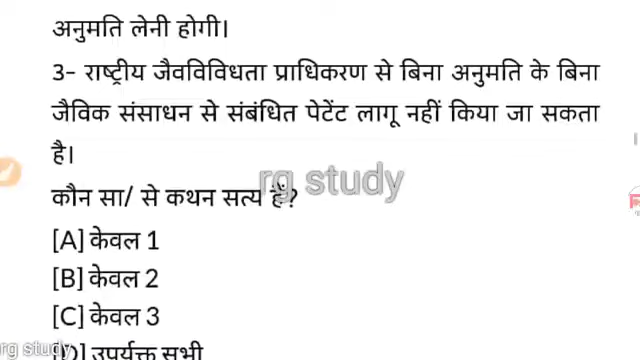 अनुमति लेनी होगी।
3- राष्ट्रीय जैवविविधता प्राधिकरण से बिना अनुमति के बिना
जैविक संसाधन से संबंधित पेटेंट लागू नहीं किया जा सकता
है।
rg study
कौन सा/ से कथन सत्य हैं?
[A] केवल 1
[B] केवल 2
[C] केवल 3
rg study
[D] उपर्युक्त सभी